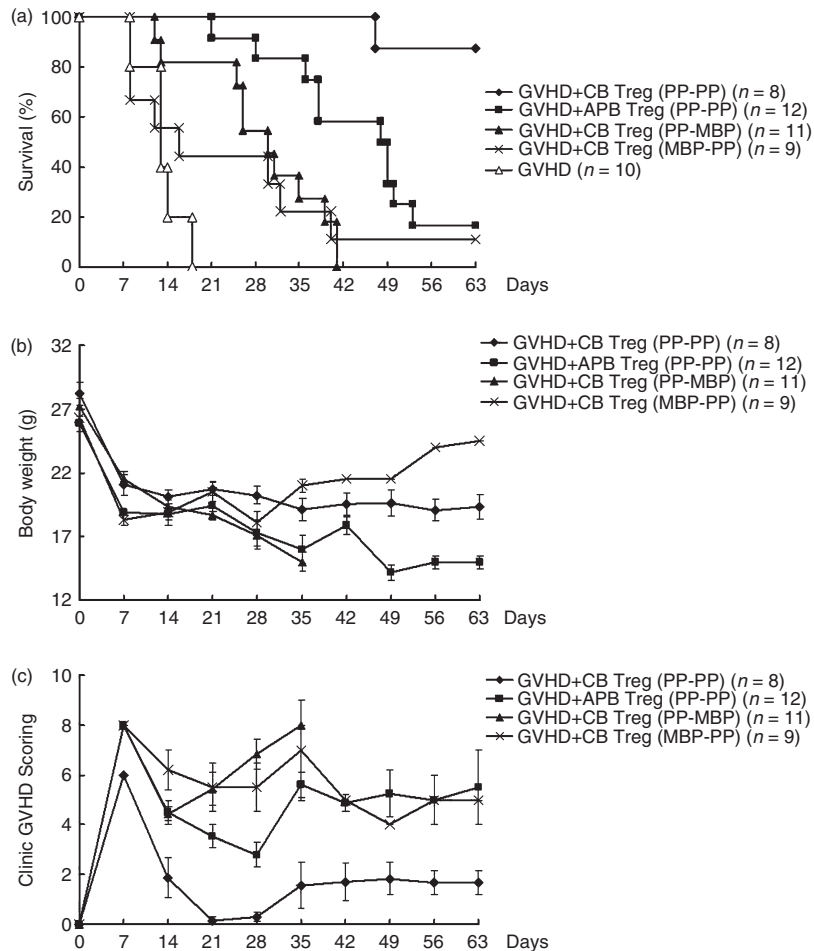 (a)
100
80
60
40
20
0
Survival (%)
0 7 14 21 28 35 42 49 56 63 Days
GVHD+CB Treg (PP-PP) (n = 8)
GVHD+APB Treg (PP-PP) (n = 12)
GVHD+CB Treg (PP-MBP) (n = 11)
GVHD+CB Treg (MBP-PP) (n = 9)
GVHD (n = 10)
(b)
32
27
22
17
12
Body weight (g)
0 7 14 21 28 35 42 49 56 63 Days
GVHD+CB Treg (PP-PP) (n = 8)
GVHD+APB Treg (PP-PP) (n = 12)
GVHD+CB Treg (PP-MBP) (n = 11)
GVHD+CB Treg (MBP-PP) (n = 9)
(c)
10
8
6
4
2
0
Clinic GVHD Scoring
0 7 14 21 28 35 42 49 56 63 Days
GVHD+CB Treg (PP-PP) (n = 8)
GVHD+APB Treg (PP-PP) (n = 12)
GVHD+CB Treg (PP-MBP) (n = 11)
GVHD+CB Treg (MBP-PP) (n = 9)